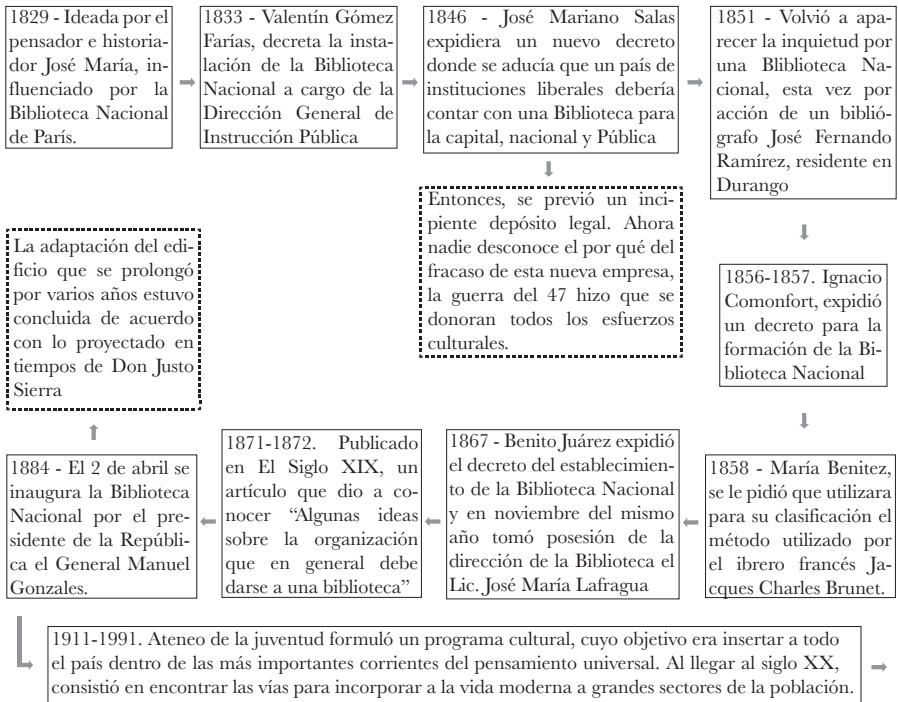 1829 - Ideada por el
pensador e historia-
dor José María, in-
fluenciado por la
Biblioteca Nacional
de París.
1833 - Valentín Gómez
Farías, decreta la insta-
lación de la Biblioteca
Nacional a cargo de la
Dirección General de
Instrucción Pública
1846 - José Mariano Salas
expidiera un nuevo decreto
donde se aducía que un país de
instituciones liberales debería
contar con una Biblioteca para
la capital, nacional y Pública
1851 - Volvió a apa-
recer la inquietud por
una Bliblioteca Na-
cional, esta vez por
acción de un bibló-
grafo José Fernando
Ramírez, residente en
Durango
Entonces, se previó un inci-
piente depósito legal. Ahora
nadie desconoce el por qué del
fracaso de esta nueva empresa,
la guerra del 47 hizo que se
donoran todos los esfuerzos
culturales.
1856-1857. Ignacio
Comonfort, expidió
un decreto para la
formación de la Bi-
blioteca Nacional
1858 - María Benitez,
se le pidió que utilizara
para su clasificación el
método utilizado por
el ibrero francés Ja-
cques Charles Brunet.
1867 - Benito Juárez expidió
el decreto del establecimien-
to de la Biblioteca Nacional
y en noviembre del mismo
año tomó posesión de la
dirección de la Biblioteca el
Lic. José María Lafragua
1871-1872. Publicado
en El Siglo XIX, un
artículo que dio a co-
nocer “Algunas ideas
sobre la organización
que en general debe
darse a una biblioteca”
1884 - El 2 de abril se
inaugura la Biblioteca
Nacional por el pre-
sidente de la Repúbli-
ca el General Manuel
Gonzales.
La adaptación del edi-
ficio que se prolongó
por varios años estuvo
concluida de acuerdo
con lo proyectado en
tiempos de Don Justo
Sierra
1911-1991. Ateneo de la juventud formuló un programa cultural, cuyo objetivo era insertar a todo
el país dentro de las más importantes corrientes del pensamiento universal. Al llegar al siglo XX,
consistió en encontrar las vías para incorporar a la vida moderna a grandes sectores de la población.